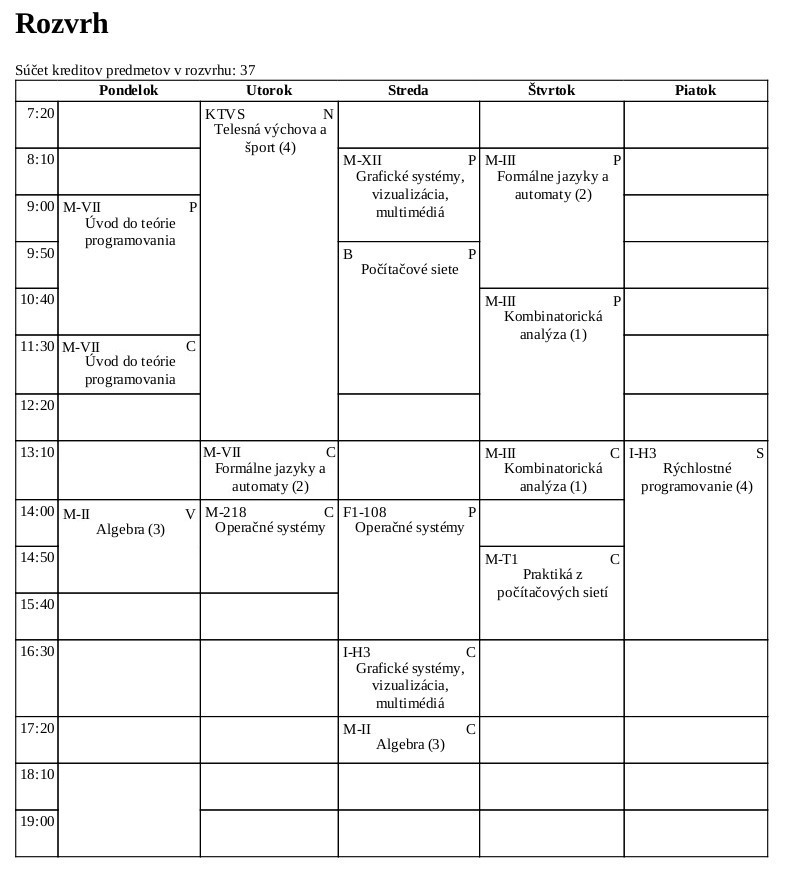 Rozvrh
Súčet kreditov predmetov v rozvrhu: 37
Pondelok Utorok Streda Štvrtok Piatok
7:20
KTVS N
Telesná výchova a
šport (4)
8:10
M-XII P
Grafické systémy,
vizualizácia,
multimédiá
M-III P
Formálne jazyky a
automaty (2)
9:00
M-VII P
Úvod do teórie
programovania
9:50
B P
Počítačové siete
10:40
M-III P
Kombinatorická
analýza (1)
11:30
M-VII C
Úvod do teórie
programovania
12:20
13:10
M-VII C
Formálne jazyky a
automaty (2)
M-III C
Kombinatorická
analýza (1)
I-H3 S
Rýchlostné
programovanie (4)
14:00
M-II V
Algebra (3)
M-218 C
Operačné systémy
F1-108 P
Operačné systémy
14:50
M-T1 C
Praktiká z
počítačových sietí
15:40
16:30
I-H3 C
Grafické systémy,
vizualizácia,
multimédiá
17:20
M-II C
Algebra (3)
18:10
19:00